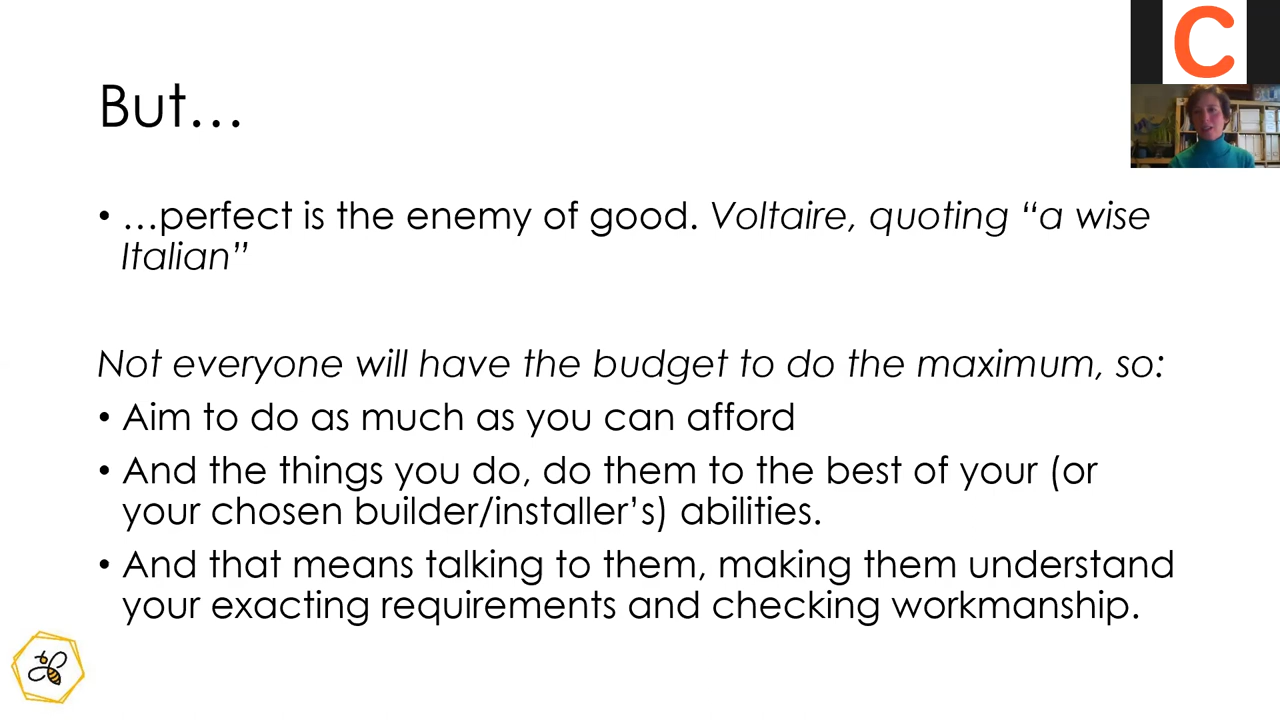 C
But…
• …perfect is the enemy of good. Voltaire, quoting “a wise
Italian”
Not everyone will have the budget to do the maximum, so:
• Aim to do as much as you can afford
• And the things you do, do them to the best of your (or
your chosen builder/installer’s) abilities.
• And that means talking to them, making them understand
your exacting requirements and checking workmanship.